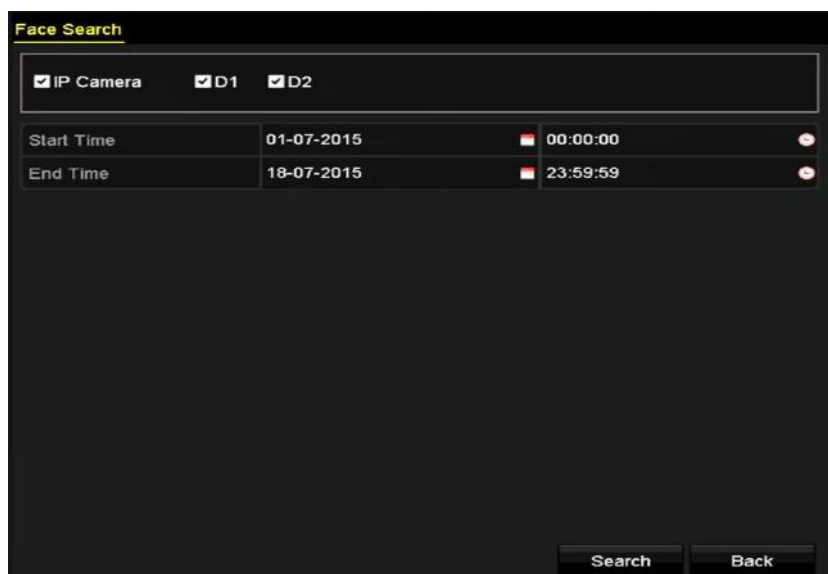 Face Search
IP Camera D1 D2
Start Time 01-07-2015 00:00:00
End Time 18-07-2015 23:59:59
Search Back